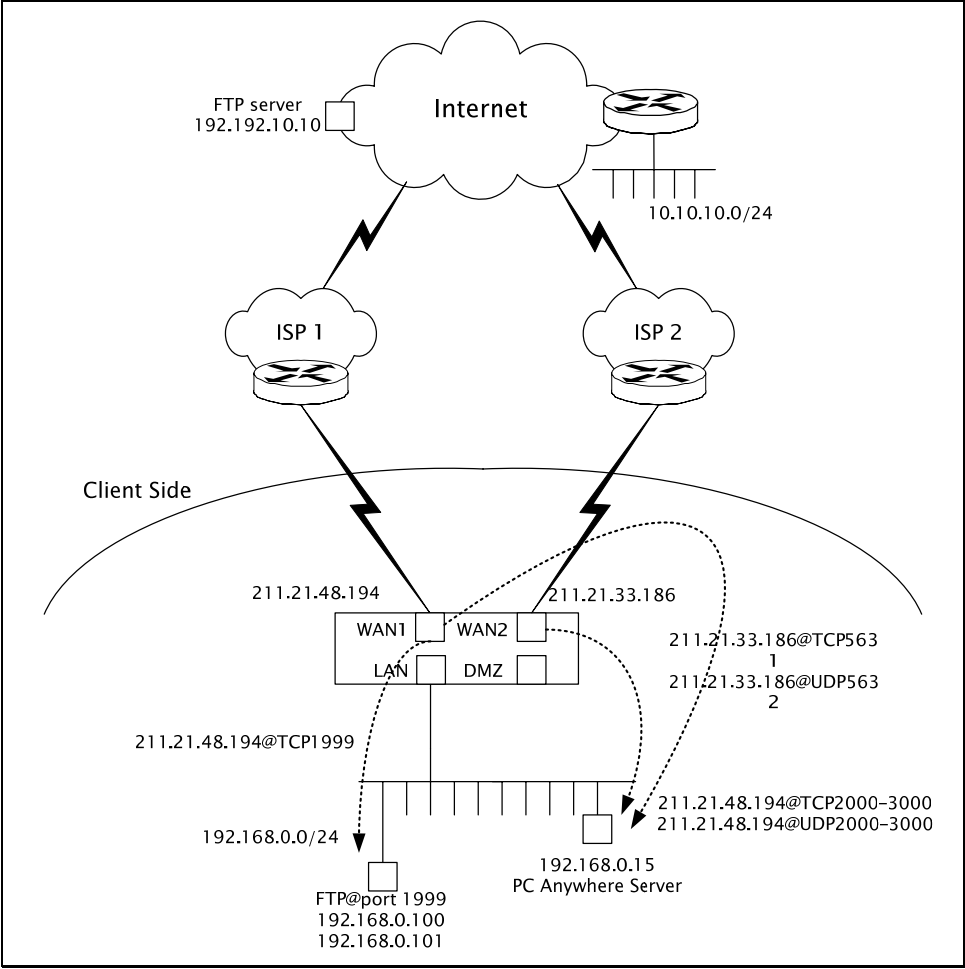 Internet
FTP server
192.192.10.10
10.10.10.0/24
ISP 1
ISP 2
Client Side
211.21.48.194
211.21.33.186
WAN1
WAN2
LAN
DMZ
211.21.33.186@TCP563
1
211.21.33.186@UDP563
2
211.21.48.194@TCP1999
211.21.48.194@TCP2000-3000
211.21.48.194@UDP2000-3000
192.168.0.0/24
192.168.0.15
PC Anywhere Server
FTP@port 1999
192.168.0.100
192.168.0.101